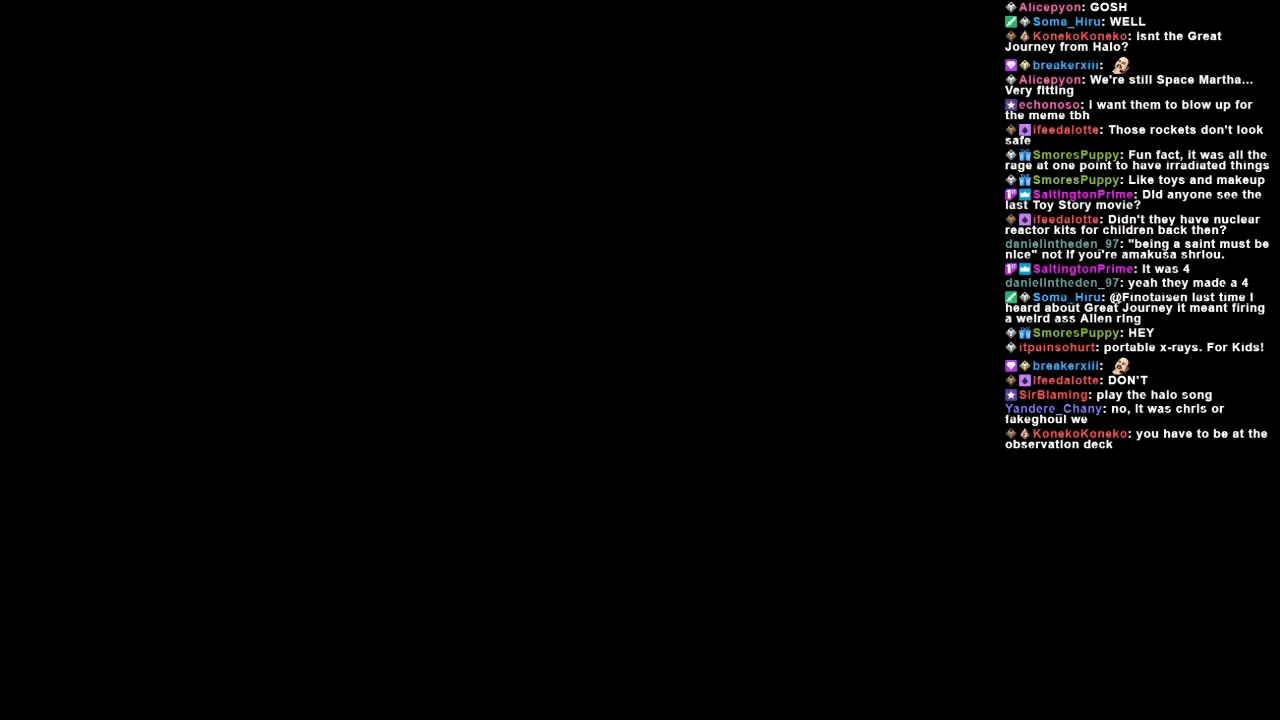 Alicepyon: GOSH
Soma_Hiru: WELL
KonekoKoneko: Isnt the Great
Journey from Halo?
breakerxiii:
Alicepyon: We're still Space Martha...
Very fitting
echonoso: i want them to blow up for
the meme tbh
ifeedalotte: Those rockets don't look
safe
SmoresPuppy: Fun fact, it was all the
rage at one point to have irradiated things
SmoresPuppy: Like toys and makeup
SaltingtonPrime: Did anyone see the
last Toy Story movie?
ifeedalotte: Didn't they have nuclear
reactor kits for children back then?
danielintheden_97: "being a saint must be
nice" not if you're amakusa shriou.
SaltingtonPrime: It was 4
danielintheden_97: yeah they made a 4
Soma_Hiru: @Finotaisen last time I
heard about Great Journey it meant firing
a weird ass Alien ring
SmoresPuppy: HEY
itpainsohurt: portable x-rays. For Kids!
breakerxiii:
ifeedalotte: DON'T
SirBlaming: play the halo song
Yandere_Chany: no, it was chris or
fakeghoul we
KonekoKoneko: you have to be at the
observation deck